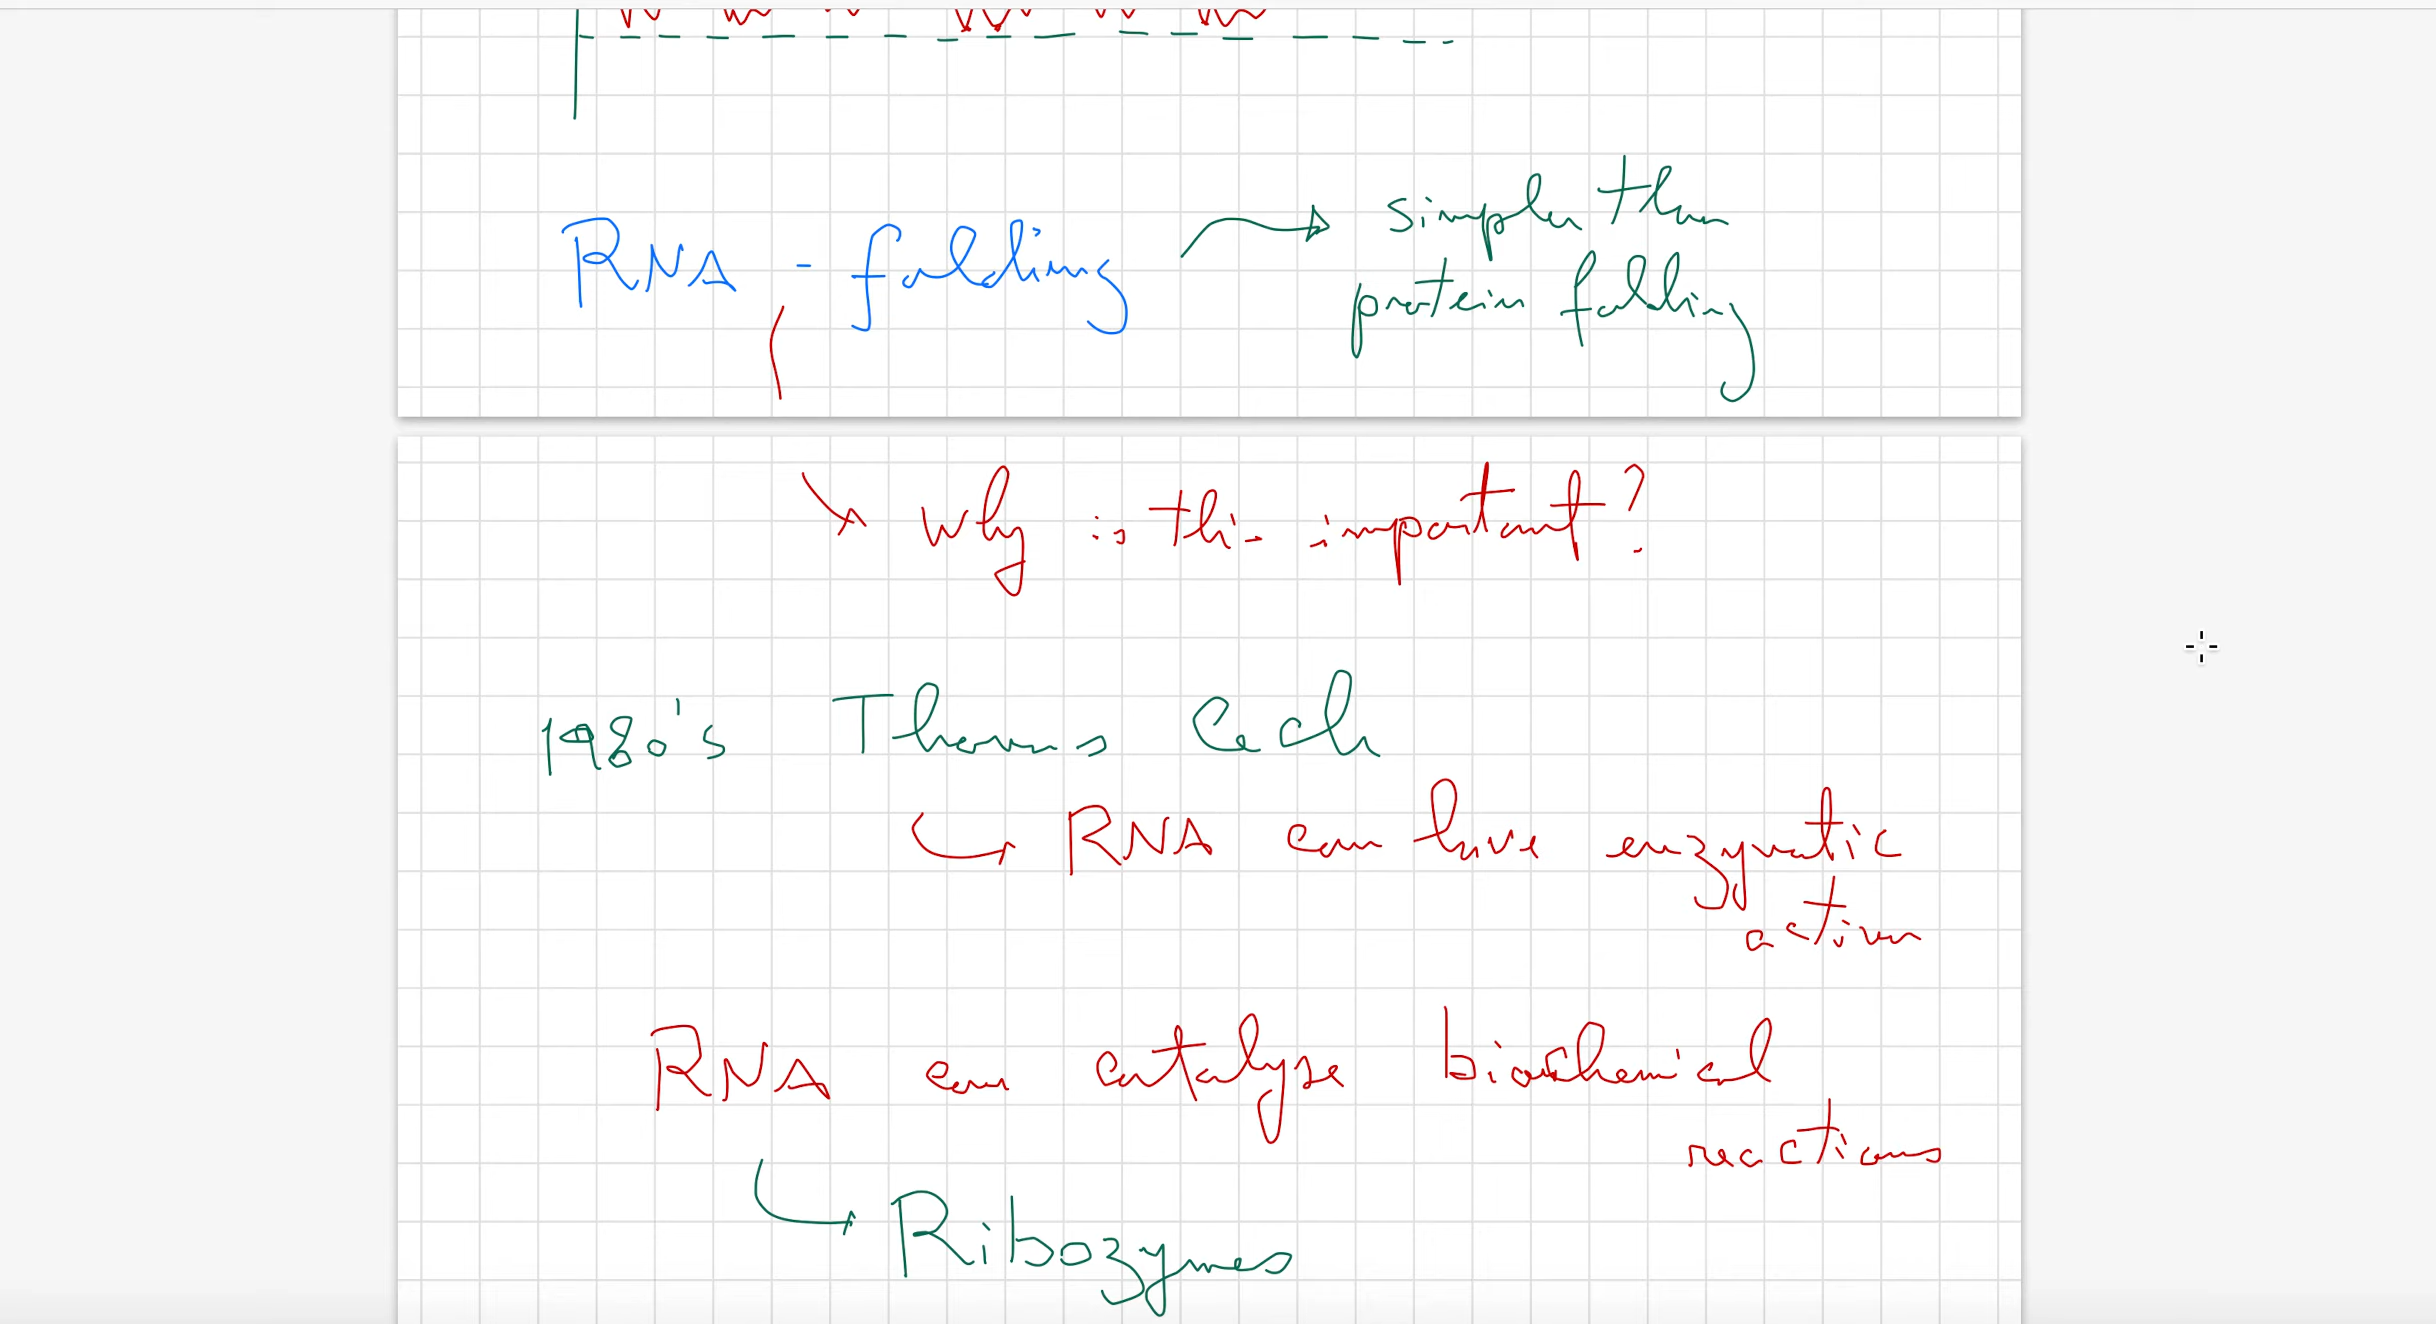 RNA - folding → simpler than
protein folding
Why is this important?
1980's Thomas Cech
RNA can have enzymatic
action
RNA can catalyze biochemical
reactions
Ribozymes